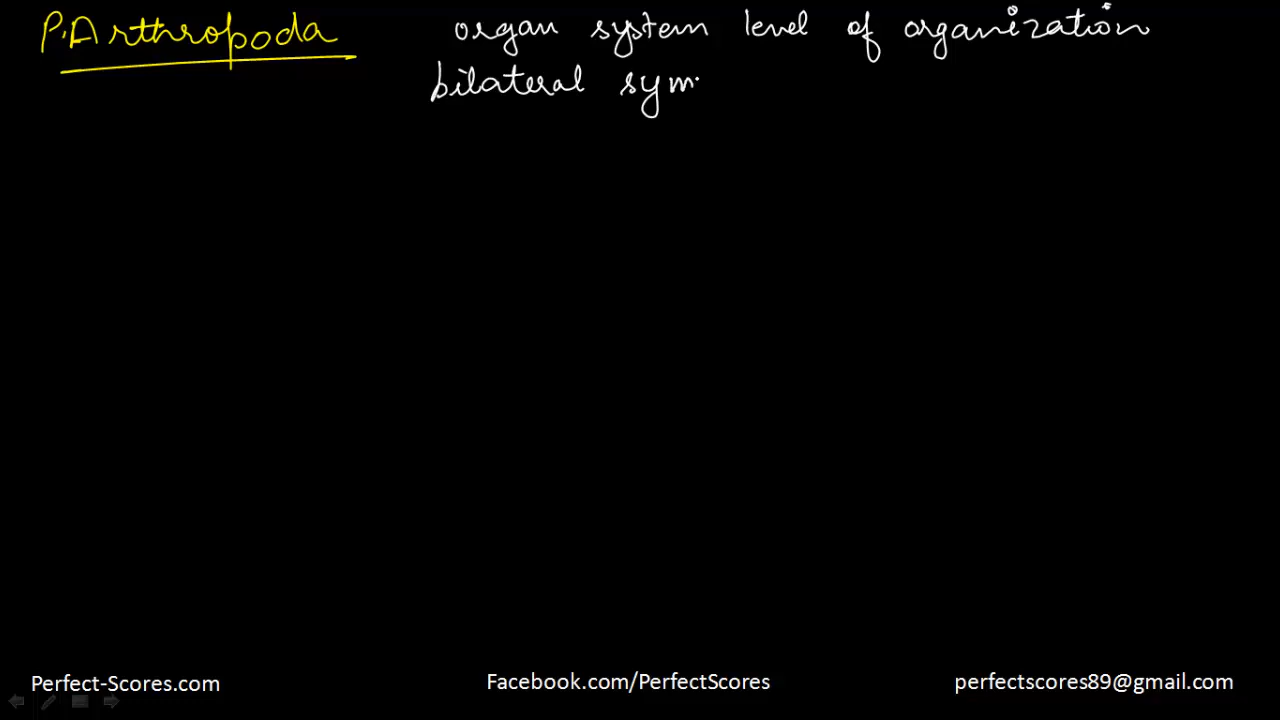 P. Arthropoda organ system level of organization
bilateral sym
Perfect-Scores.com Facebook.com/PerfectScores perfectscores89@gmail.com